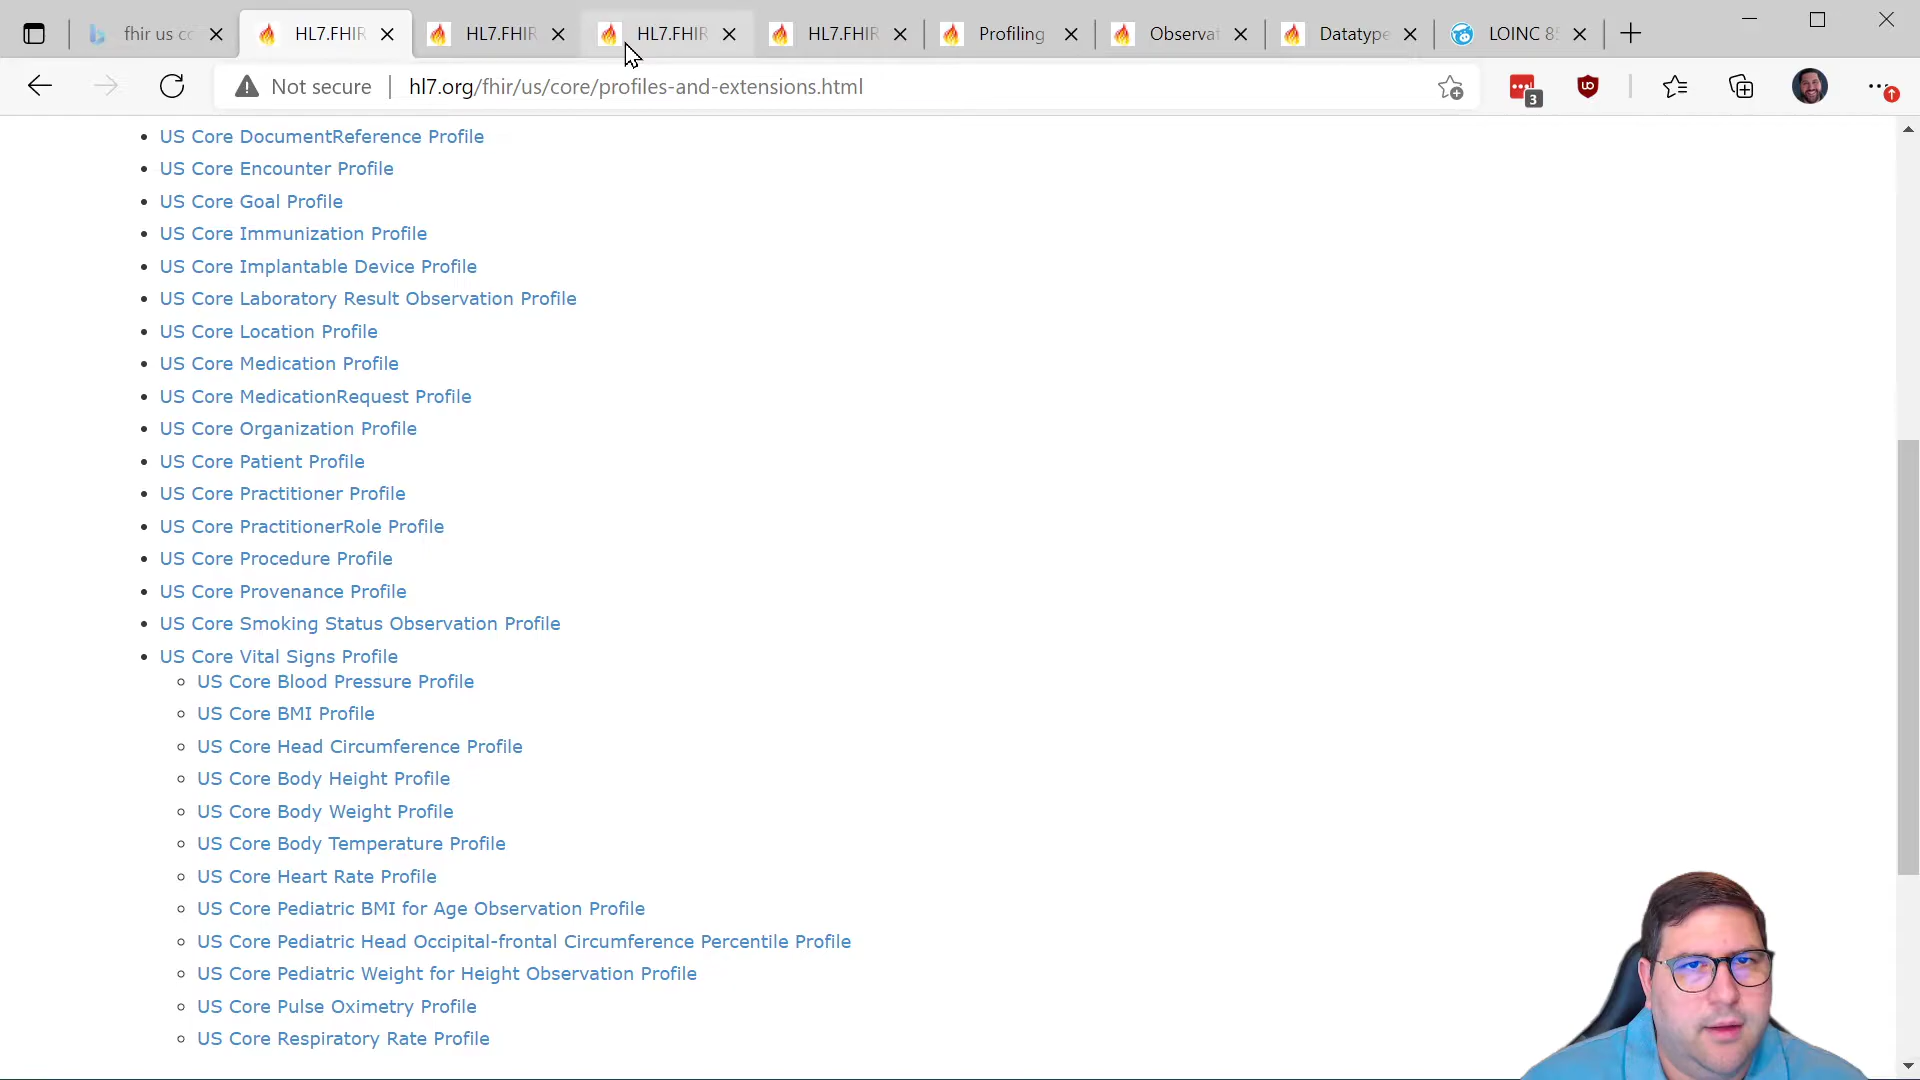 fhir us co
HL7.FHIR
HL7.FHIR
HL7.FHIR
HL7.FHIR
Profiling
Observat
Datatype
LOINC 85
Not secure
hl7.org/fhir/us/core/profiles-and-extensions.html
3
US Core DocumentReference Profile
US Core Encounter Profile
US Core Goal Profile
US Core Immunization Profile
US Core Implantable Device Profile
US Core Laboratory Result Observation Profile
US Core Location Profile
US Core Medication Profile
US Core MedicationRequest Profile
US Core Organization Profile
US Core Patient Profile
US Core Practitioner Profile
US Core PractitionerRole Profile
US Core Procedure Profile
US Core Provenance Profile
US Core Smoking Status Observation Profile
US Core Vital Signs Profile
US Core Blood Pressure Profile
US Core BMI Profile
US Core Head Circumference Profile
US Core Body Height Profile
US Core Body Weight Profile
US Core Body Temperature Profile
US Core Heart Rate Profile
US Core Pediatric BMI for Age Observation Profile
US Core Pediatric Head Occipital-frontal Circumference Percentile Profile
US Core Pediatric Weight for Height Observation Profile
US Core Pulse Oximetry Profile
US Core Respiratory Rate Profile